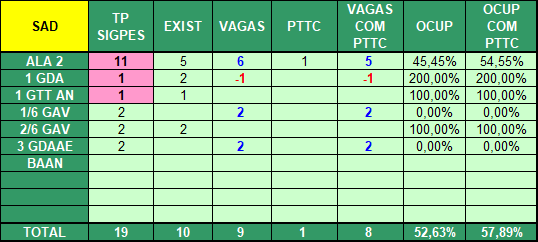 SAD TP SIGPES EXIST VAGAS PTTC VAGAS COM PTTC OCUP OCUP COM PTTC
ALA 2 11 5 6 1 5 45,45% 54,55%
1 GDA 1 2 -1 -1 200,00% 200,00%
1 GTT AN 1 1 100,00% 100,00%
1/6 GAV 2 2 2 0,00% 0,00%
2/6 GAV 2 2 100,00% 100,00%
3 GDAAE 2 2 2 0,00% 0,00%
BAAN
TOTAL 19 10 9 1 8 52,63% 57,89%